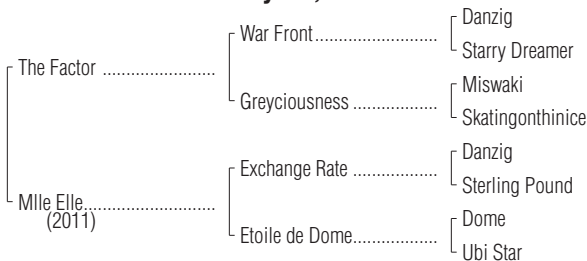 Danzig
War Front
Starry Dreamer
The Factor
Miswaki
Greyciousness
Skatingonthinice
Danzig
Exchange Rate
Sterling Pound
Mlle Elle
(2011)
Dome
Etoile de Dome
Ubi Star